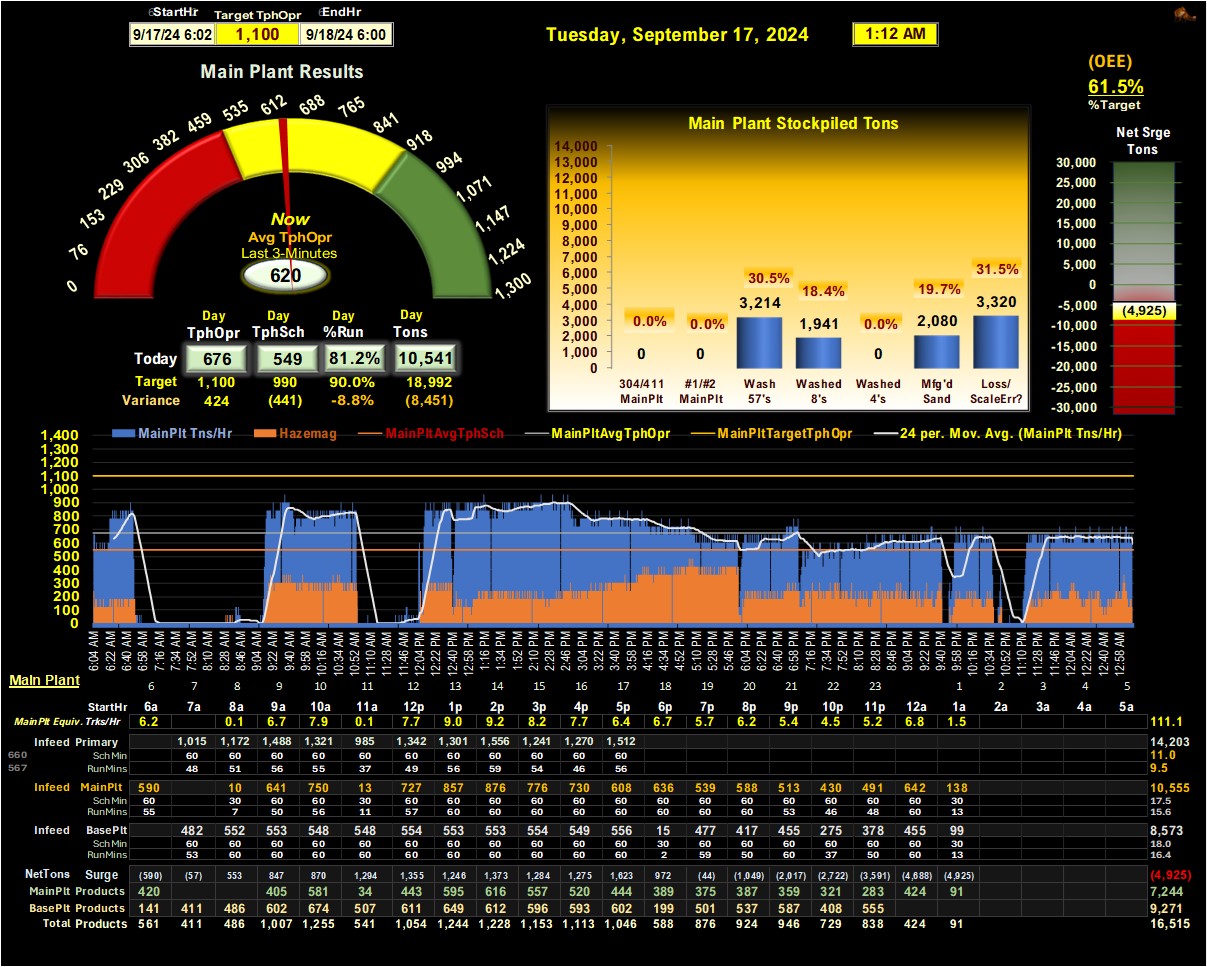 StartHr Target TphOpr EndHr
9/17/24 6:02 1,100 9/18/24 6:00
Tuesday, September 17, 2024 1:12 AM
(OEE)
61.5%
%Target
Main Plant Results
0 76 153 229 306 382 459 535 612 688 765 841 918 994 1,071 1,147 1,224 1,300
Now
Avg TphOpr
Last 3-Minutes
620
Day Day Day Day
TphOpr TphSch %Run Tons
Today 676 549 81.2% 10,541
Target 1,100 990 90.0% 18,992
Variance 424 (441) -8.8% (8,451)
Main Plant Stockpiled Tons
14,000
13,000
12,000
11,000
10,000
9,000
8,000
7,000
6,000
5,000
4,000
3,000
2,000
1,000
0
0.0% 0.0% 30.5% 18.4% 0.0% 19.7% 31.5%
0 0 3,214 1,941 0 2,080 3,320
304/411 #1/#2 Wash Washed Washed Mfg'd Loss/
MainPlt MainPlt 57's 8's 4's Sand ScaleErr?
Net Srge
Tons
30,000
25,000
20,000
15,000
10,000
5,000
0
-5,000
-10,000
-15,000
-20,000
-25,000
-30,000
(4,925)
MainPlt Tns/Hr Hazemag MainPltAvgTphSch MainPltAvgTphOpr MainPltTargetTphOpr 24 per. Mov. Avg. (MainPlt Tns/Hr)
1,400
1,300
1,200
1,100
1,000
900
800
700
600
500
400
300
200
100
0
6:04 AM 6:22 AM 6:40 AM 6:58 AM 7:16 AM 7:34 AM 7:52 AM 8:10 AM 8:28 AM 8:46 AM 9:04 AM 9:22 AM 9:40 AM 9:58 AM 10:16 AM 10:34 AM 10:52 AM 11:10 AM 11:28 AM 11:46 AM 12:04 PM 12:22 PM 12:40 PM 12:58 PM 1:16 PM 1:34 PM 1:52 PM 2:10 PM 2:28 PM 2:46 PM 3:04 PM 3:22 PM 3:40 PM 3:58 PM 4:16 PM 4:34 PM 4:52 PM 5:10 PM 5:28 PM 5:46 PM 6:04 PM 6:22 PM 6:40 PM 6:58 PM 7:16 PM 7:34 PM 7:52 PM 8:10 PM 8:28 PM 8:46 PM 9:04 PM 9:22 PM 9:40 PM 9:58 PM 10:16 PM 10:34 PM 10:52 PM 11:10 PM 11:28 PM 11:46 PM 12:04 AM 12:22 AM 12:40 AM 12:58 AM
Main Plant
6 7 8 9 10 11 12 13 14 15 16 17 18 19 20 21 22 23 1 2 3 4 5
StartHr 6a 7a 8a 9a 10a 11a 12p 1p 2p 3p 4p 5p 6p 7p 8p 9p 10p 11p 12a 1a 2a 3a 4a 5a
MainPlt Equiv. Trks/Hr 6.2 0.1 6.7 7.9 0.1 7.7 9.0 9.2 8.2 7.7 6.4 6.7 5.7 6.2 5.4 4.5 5.2 6.8 1.5 111.1
Infeed Primary 1,015 1,172 1,488 1,321 985 1,342 1,301 1,556 1,241 1,270 1,512 14,203
660 SchMin 60 60 60 60 60 60 60 60 60 60 60 11.0
567 RunMins 48 51 56 55 37 49 56 59 54 46 56 9.5
Infeed MainPlt 590 10 641 750 13 727 857 876 776 730 608 636 539 588 513 430 491 642 138 10,555
SchMin 60 30 60 60 30 60 60 60 60 60 60 60 60 60 60 60 60 60 30 17.5
RunMins 55 7 50 56 11 57 60 60 60 60 60 60 60 60 53 46 48 60 13 15.6
Infeed BasePlt 482 552 553 548 548 554 553 553 554 549 556 15 477 417 455 275 378 455 99 8,573
SchMin 60 60 60 60 60 60 60 60 60 60 60 30 60 60 60 60 60 60 30 18.0
RunMins 53 60 60 60 60 60 60 60 60 60 60 2 59 50 60 37 50 60 13 16.4
NetTons Surge (590) (57) 553 847 870 1,294 1,355 1,246 1,373 1,284 1,275 1,623 972 (44) (1,049) (2,017) (2,722) (3,591) (4,688) (4,925) (4,925)
MainPlt Products 420 405 581 34 443 595 616 557 520 444 389 375 387 359 321 283 424 91 7,244
BasePlt Products 141 411 486 602 674 507 611 649 612 596 593 602 199 501 537 587 408 555 9,271
Total Products 561 411 486 1,007 1,255 541 1,054 1,244 1,228 1,153 1,113 1,046 588 876 924 946 729 838 424 91 16,515